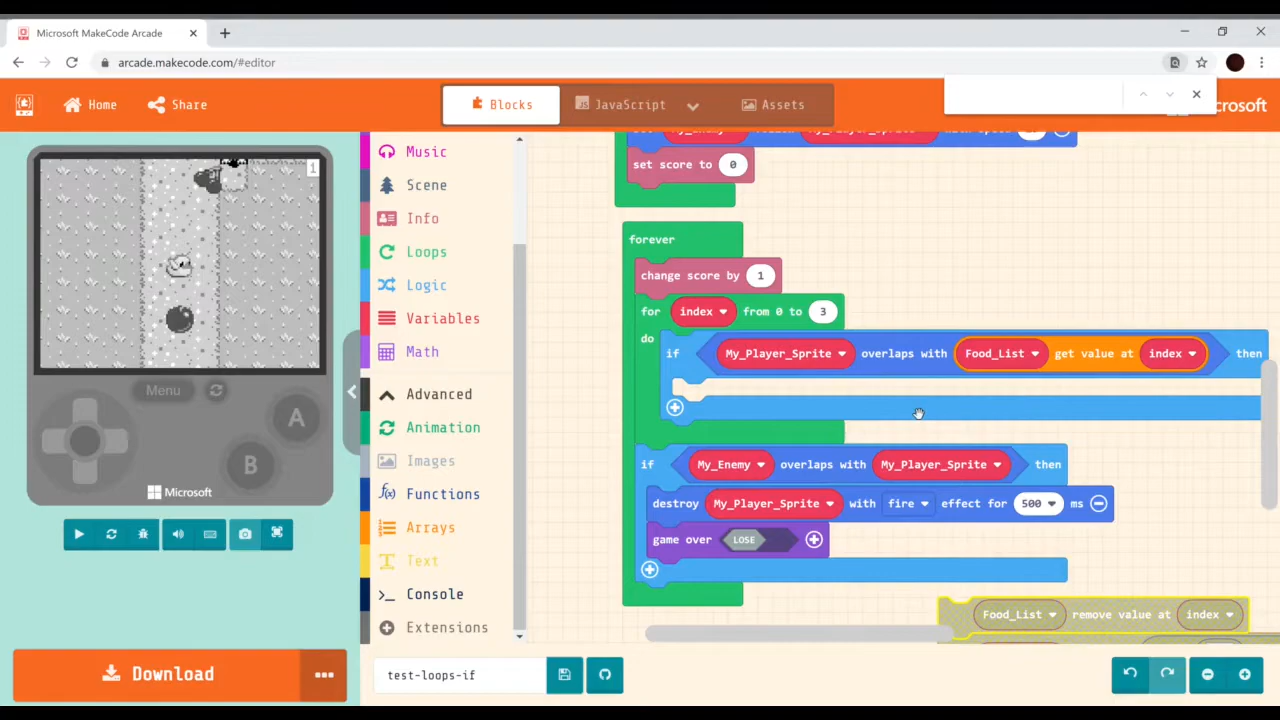 Microsoft MakeCode Arcade
arcade.makecode.com/#editor
Home
Share
Blocks
JavaScript
Assets
1
Menu
A
B
Microsoft
Download
Music
Scene
Info
Loops
Logic
Variables
Math
Advanced
Animation
Images
Functions
Arrays
Text
Console
Extensions
set score to 0
forever
change score by 1
for index from 0 to 3
do
if My_Player_Sprite overlaps with Food_List get value at index then
if My_Enemy overlaps with My_Player_Sprite then
destroy My_Player_Sprite with fire effect for 500 ms
game over LOSE
Food_List remove value at index
test-loops-if